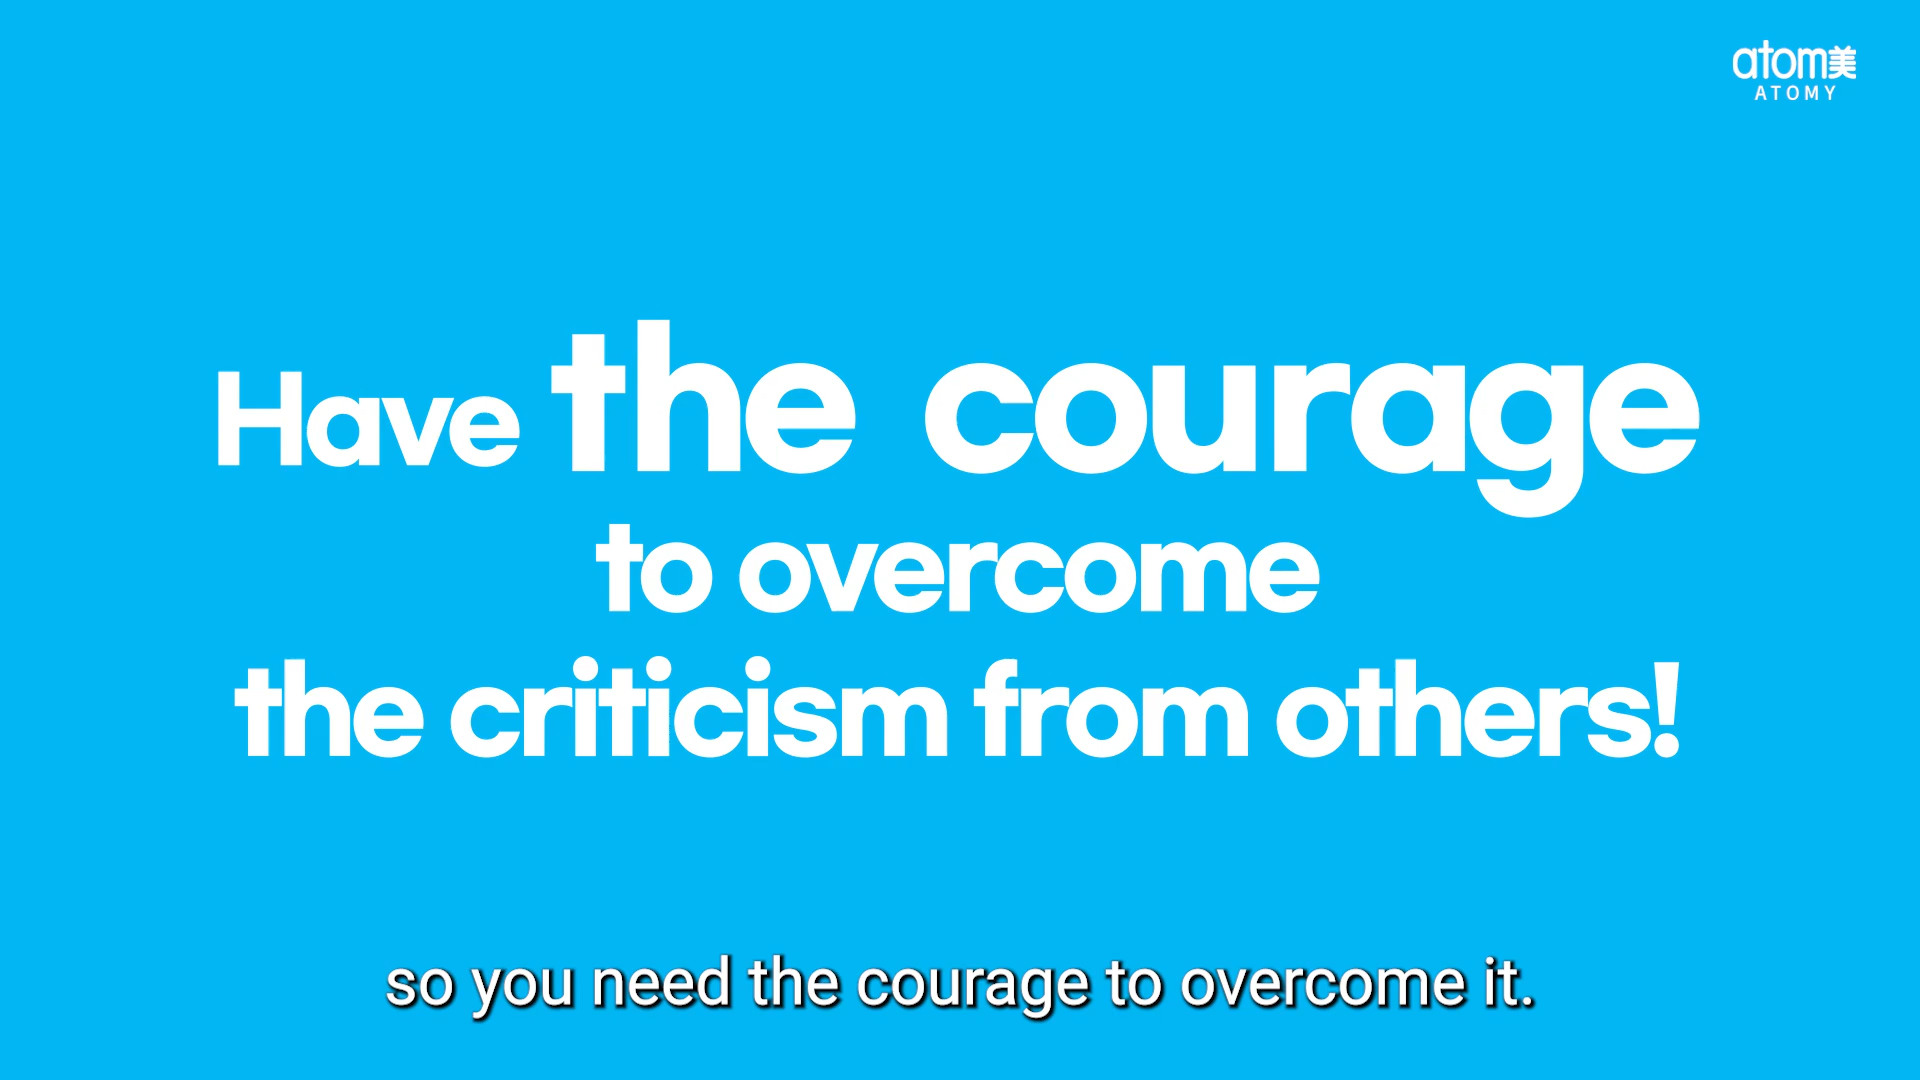 atom美
ATOMY
Have the courage
to overcome
the criticism from others!
so you need the courage to overcome it.